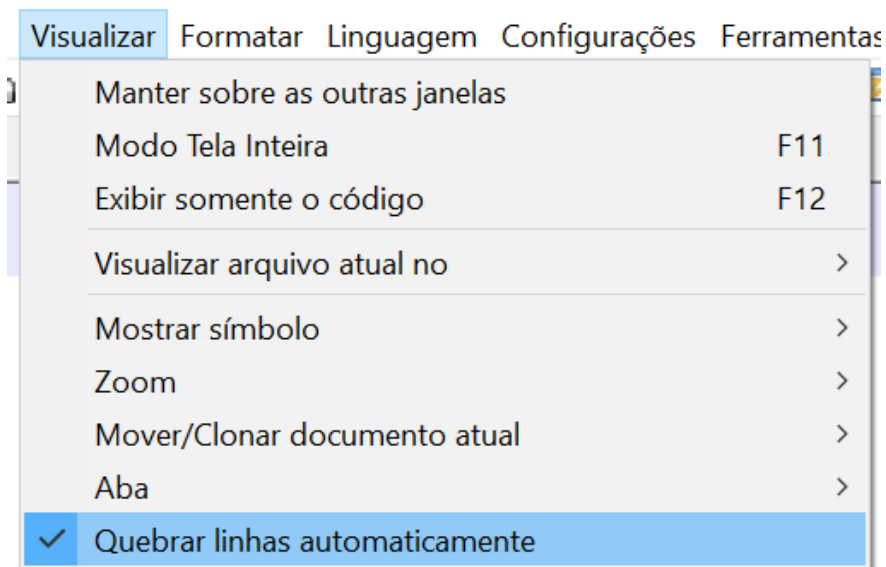 Visualizar Formatar Linguagem Configurações Ferramentas
Manter sobre as outras janelas
Modo Tela Inteira F11
Exibir somente o código F12
Visualizar arquivo atual no
Mostrar símbolo
Zoom
Mover/Clonar documento atual
Aba
Quebrar linhas automaticamente